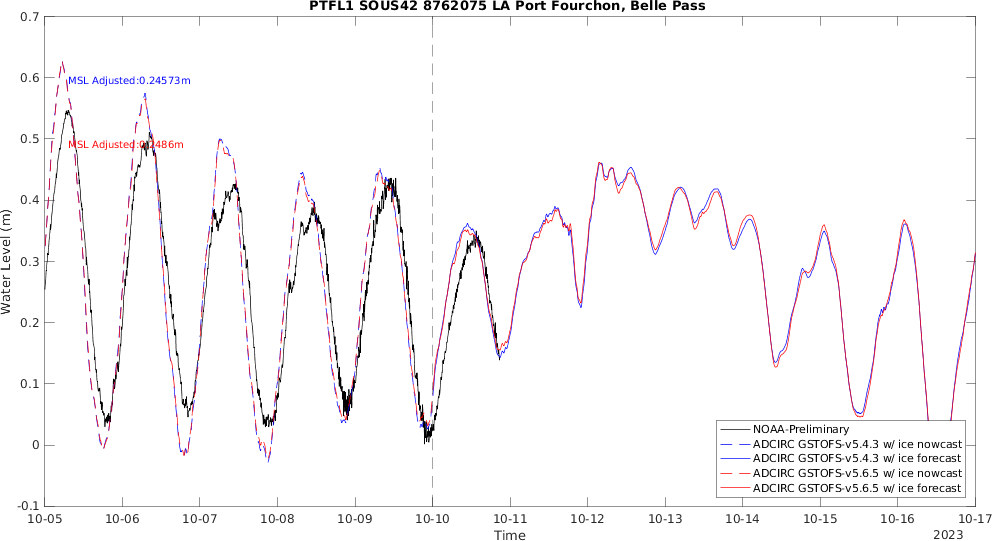 PTFL1 SOUS42 8762075 LA Port Fourchon, Belle Pass
0.7
0.6
0.5
0.4
0.3
0.2
0.1
0
-0.1
Water Level (m)
MSL Adjusted:0.24573m
MSL Adjusted:0.2486m
NOAA-Preliminary
ADCIRC GSTOFS-v5.4.3 w/ ice nowcast
ADCIRC GSTOFS-v5.4.3 w/ ice forecast
ADCIRC GSTOFS-v5.6.5 w/ ice nowcast
ADCIRC GSTOFS-v5.6.5 w/ ice forecast
10-05 10-06 10-07 10-08 10-09 10-10 10-11 10-12 10-13 10-14 10-15 10-16 10-17
Time
2023